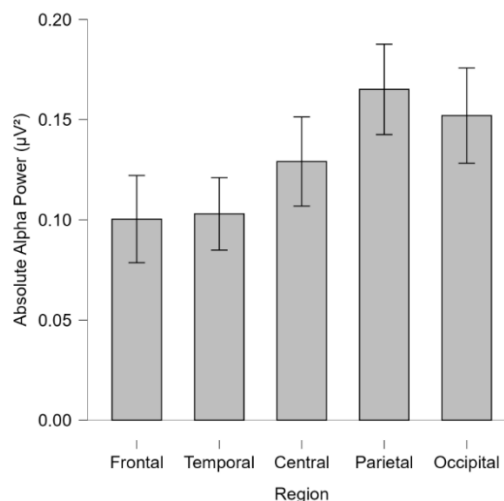 Absolute Alpha Power (µV²)
0.20
0.15
0.10
0.05
0.00
Frontal Temporal Central Parietal Occipital
Region